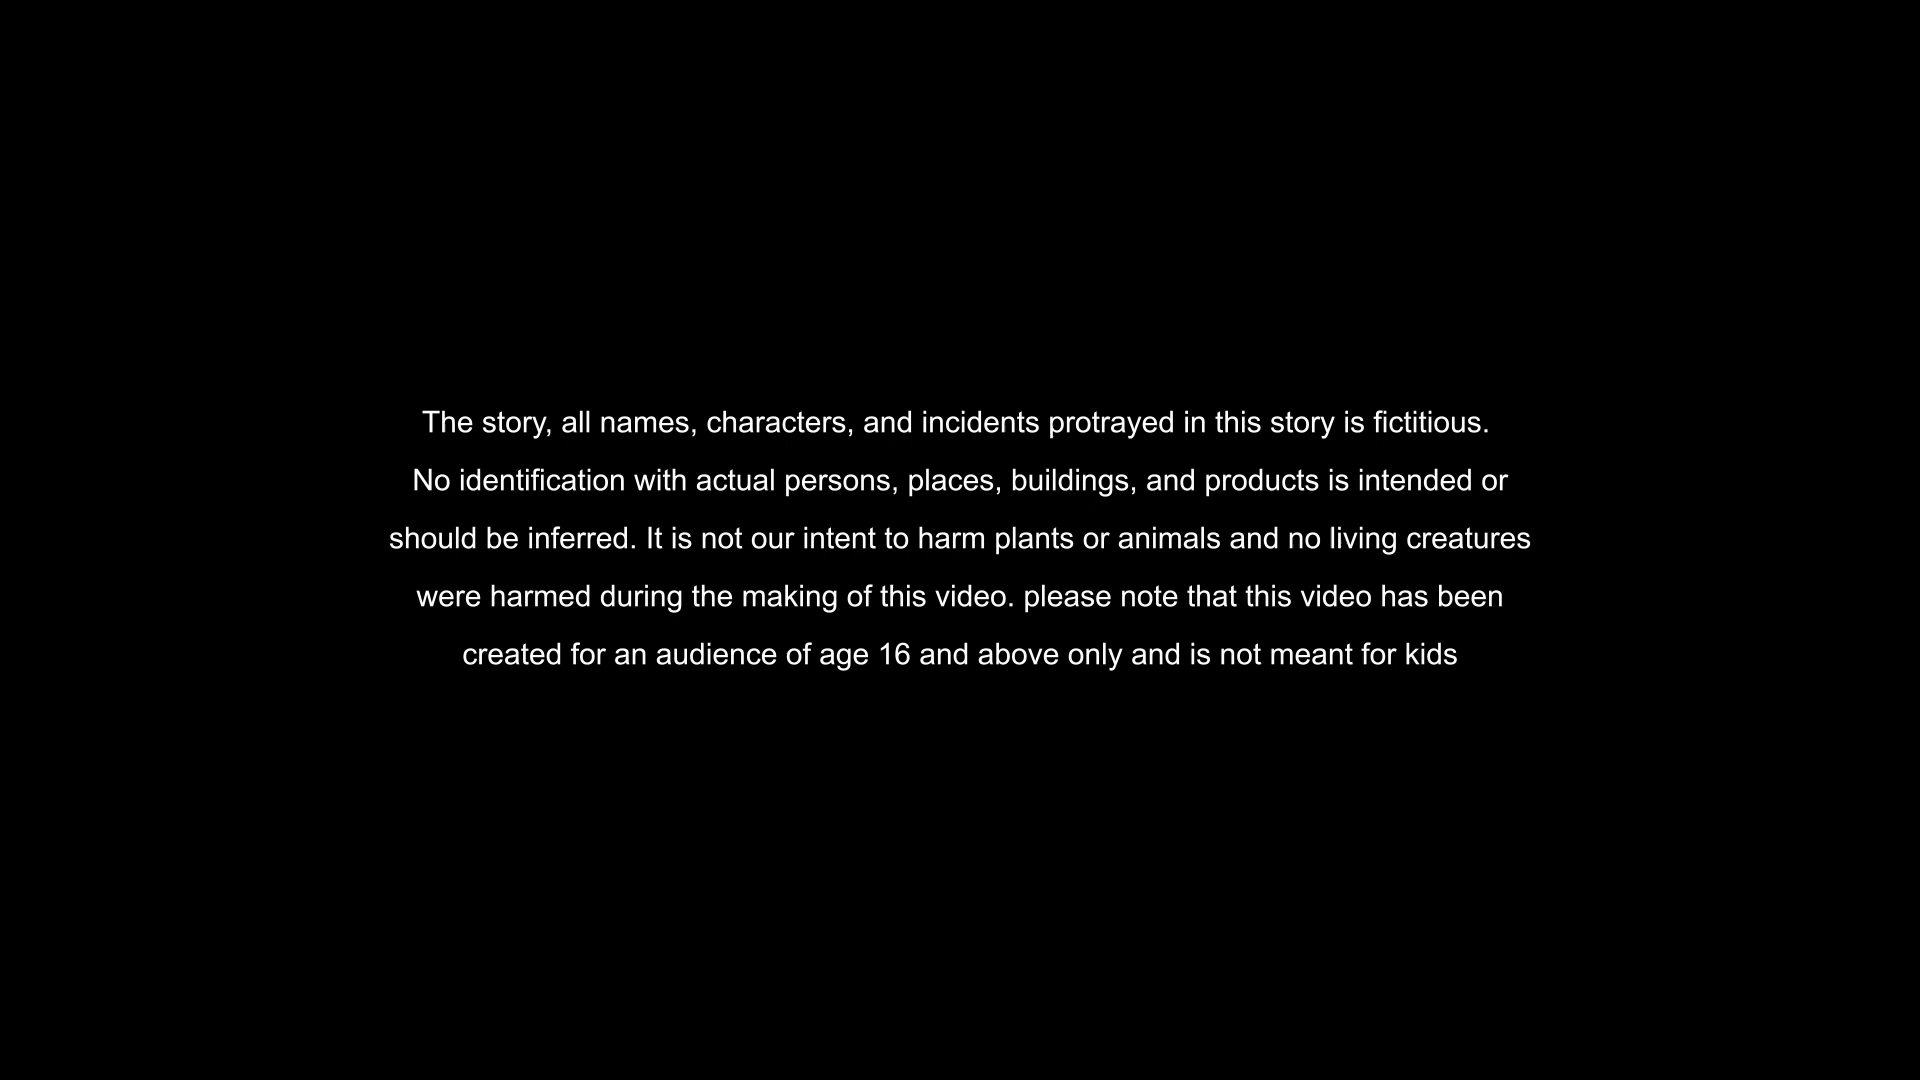 The story, all names, characters, and incidents protrayed in this story is fictitious.
No identification with actual persons, places, buildings, and products is intended or
should be inferred. It is not our intent to harm plants or animals and no living creatures
were harmed during the making of this video. please note that this video has been
created for an audience of age 16 and above only and is not meant for kids